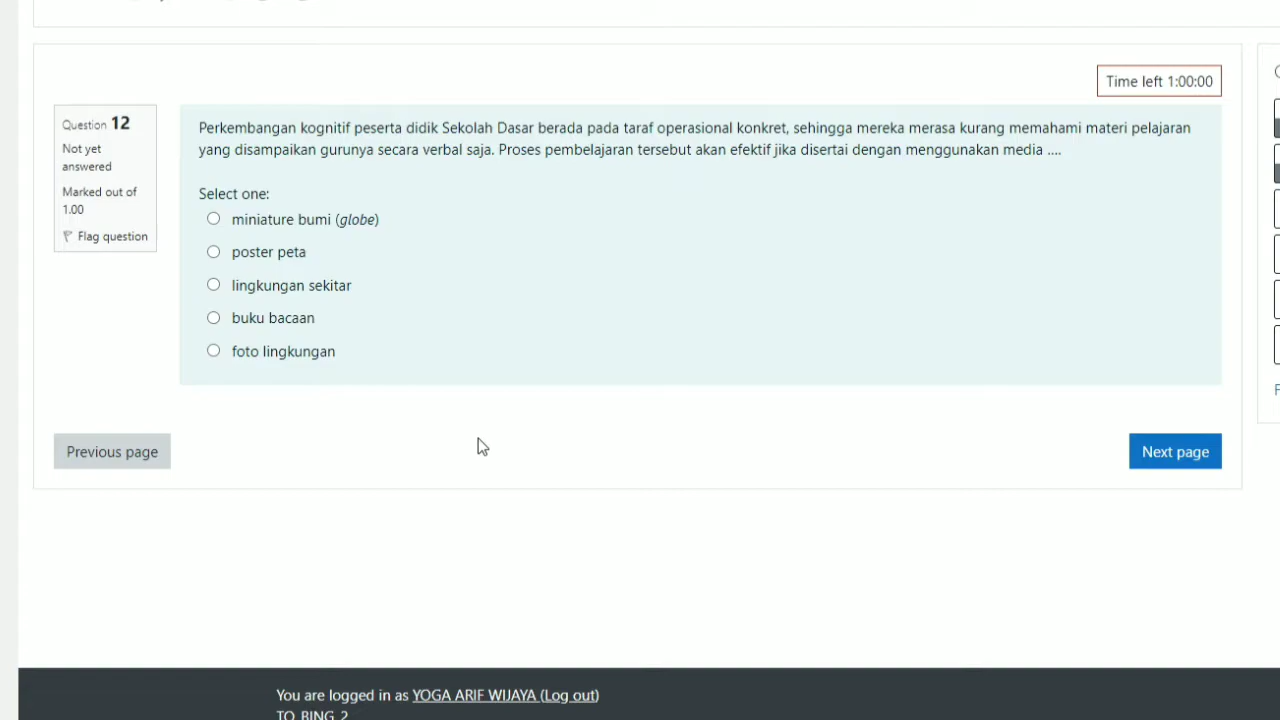 Time left 1:00:00
Question 12
Not yet
answered
Marked out of
1.00
Flag question
Perkembangan kognitif peserta didik Sekolah Dasar berada pada taraf operasional konkret, sehingga mereka merasa kurang memahami materi pelajaran
yang disampaikan gurunya secara verbal saja. Proses pembelajaran tersebut akan efektif jika disertai dengan menggunakan media ....
Select one:
miniature bumi (globe)
poster peta
lingkungan sekitar
buku bacaan
foto lingkungan
Previous page
Next page
You are logged in as YOGA ARIF WIJAYA (Log out)
TO_BING_2